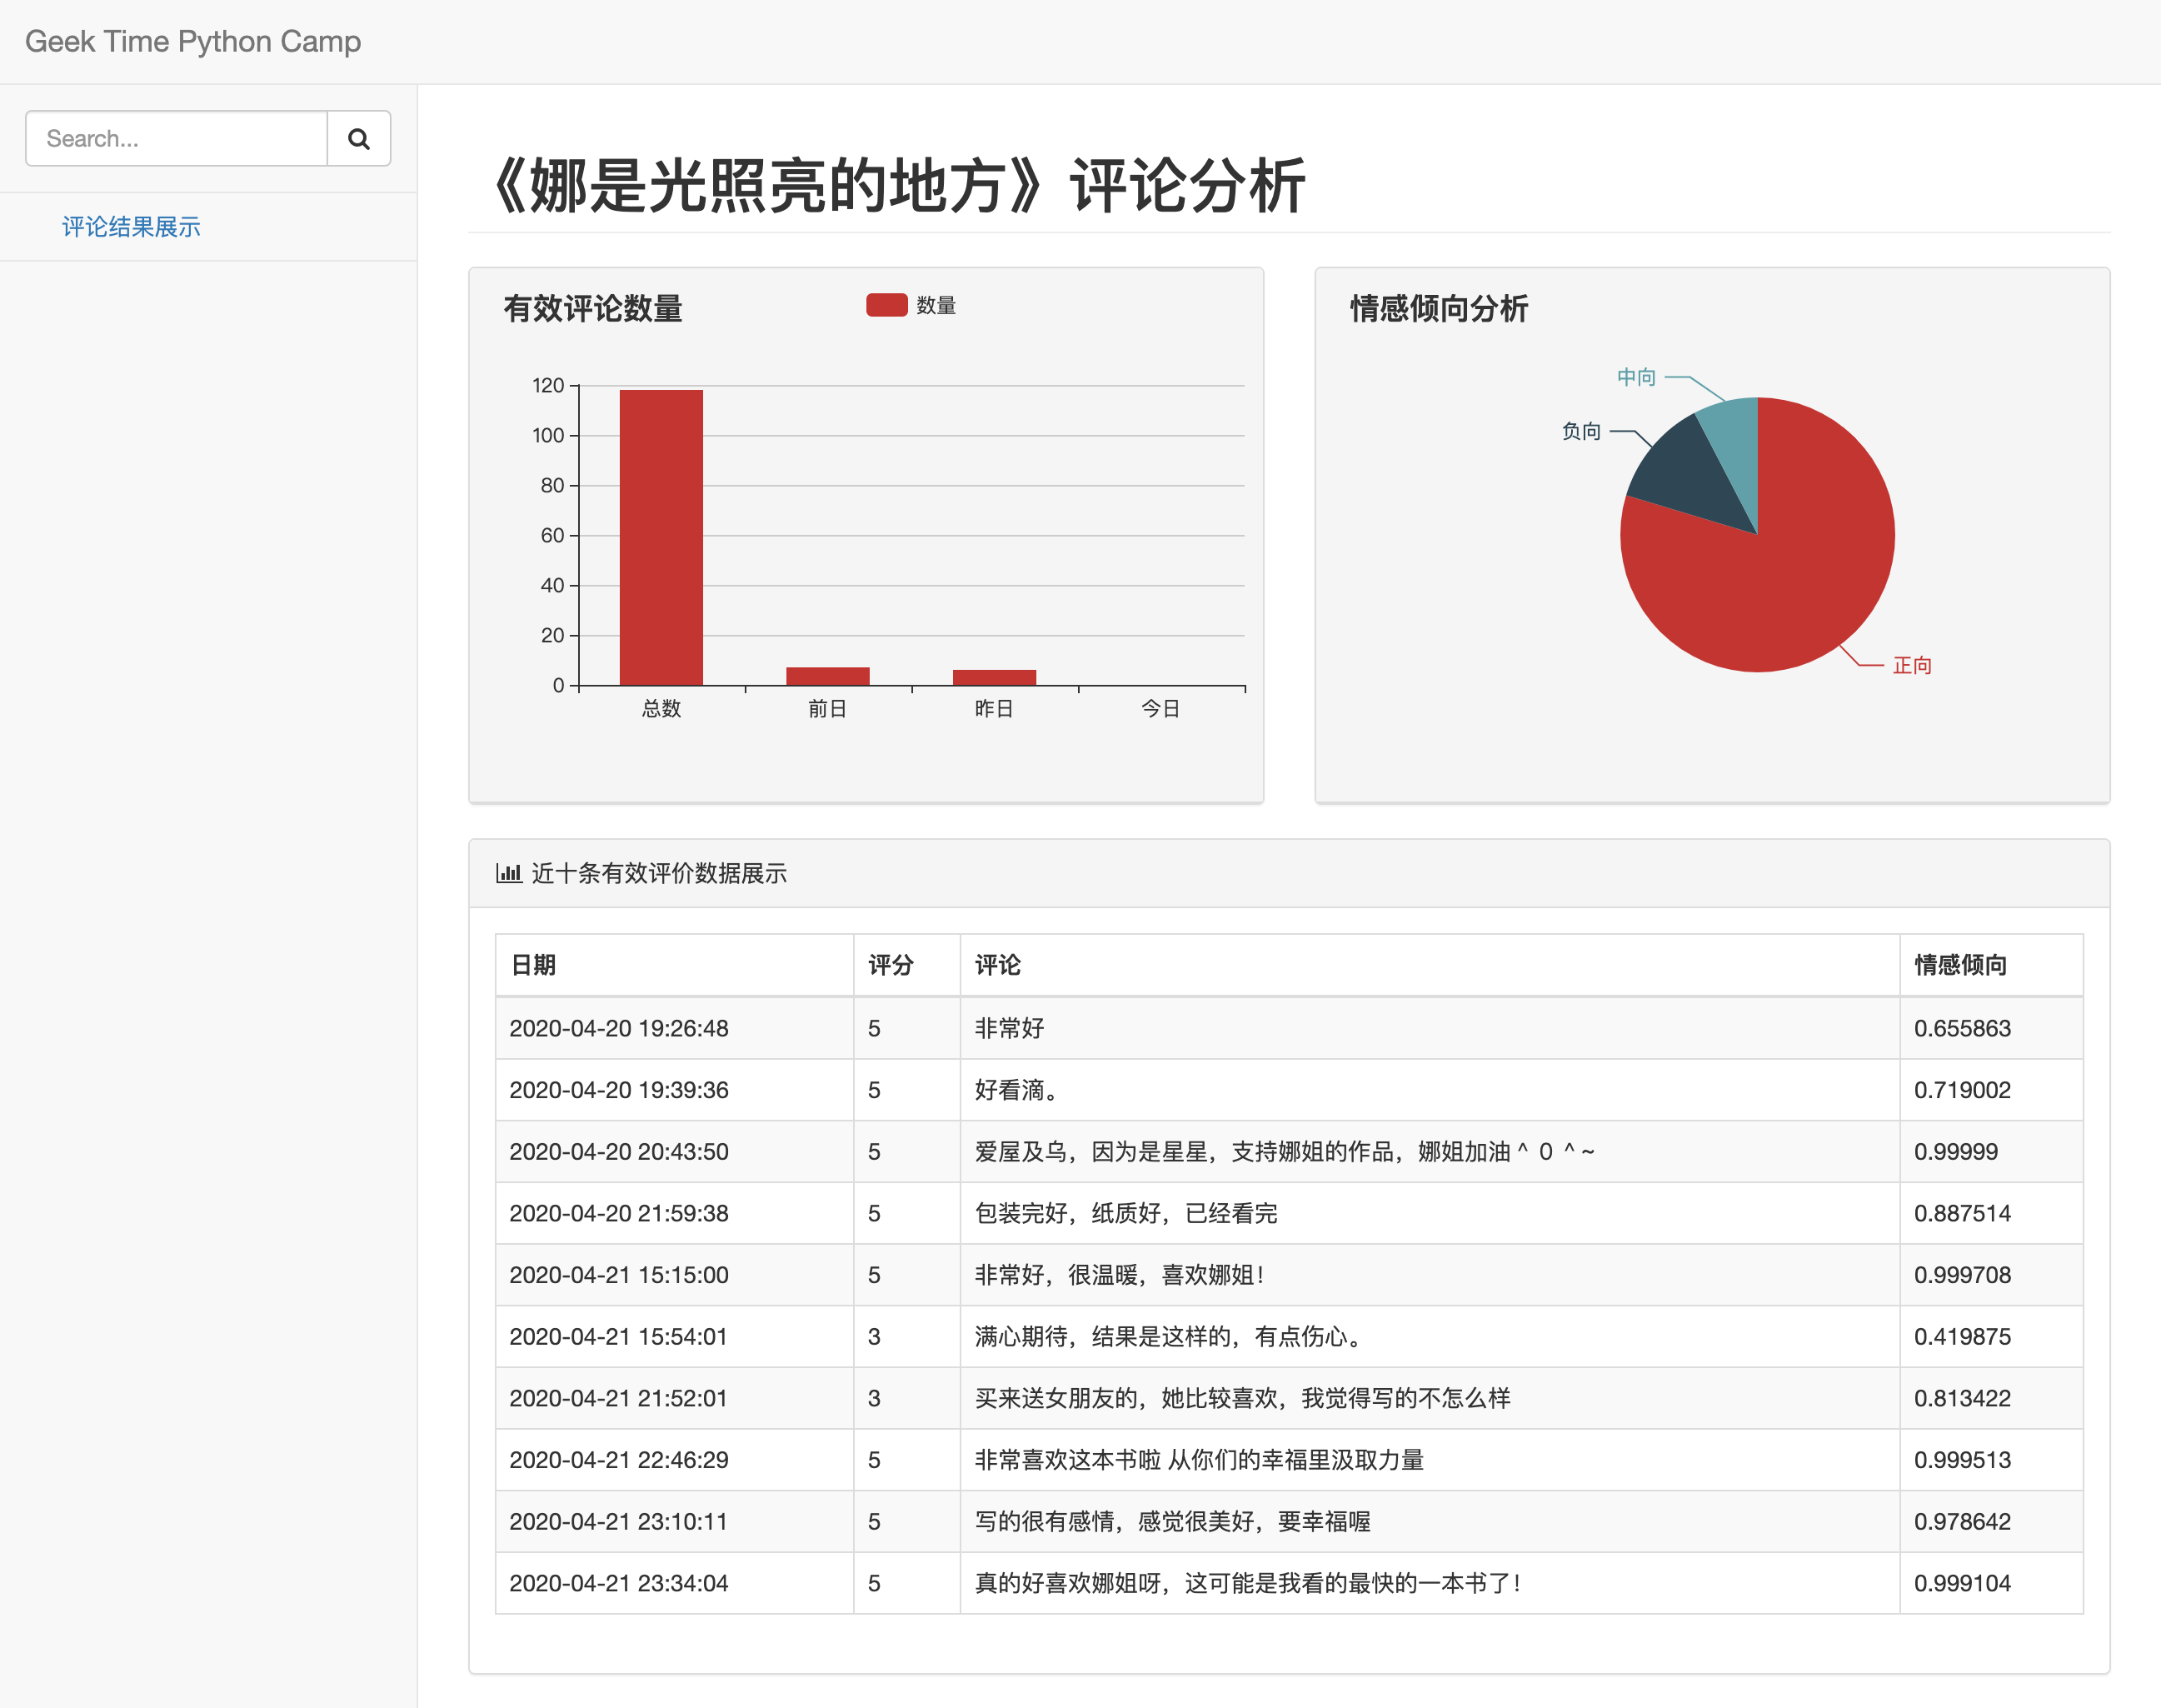 Geek Time Python Camp
Search...
评论结果展示
《娜是光照亮的地方》评论分析
有效评论数量
数量
120
100
80
60
40
20
0
总数 前日 昨日 今日
情感倾向分析
中向
负向
正向
近十条有效评价数据展示
日期 评分 评论 情感倾向
2020-04-20 19:26:48 5 非常好 0.655863
2020-04-20 19:39:36 5 好看滴。 0.719002
2020-04-20 20:43:50 5 爱屋及乌，因为是星星，支持娜姐的作品，娜姐加油＾０＾~ 0.99999
2020-04-20 21:59:38 5 包装完好，纸质好，已经看完 0.887514
2020-04-21 15:15:00 5 非常好，很温暖，喜欢娜姐！ 0.999708
2020-04-21 15:54:01 3 满心期待，结果是这样的，有点伤心。 0.419875
2020-04-21 21:52:01 3 买来送女朋友的，她比较喜欢，我觉得写的不怎么样 0.813422
2020-04-21 22:46:29 5 非常喜欢这本书啦 从你们的幸福里汲取力量 0.999513
2020-04-21 23:10:11 5 写的很有感情，感觉很美好，要幸福喔 0.978642
2020-04-21 23:34:04 5 真的好喜欢娜姐呀，这可能是我看的最快的一本书了！ 0.999104